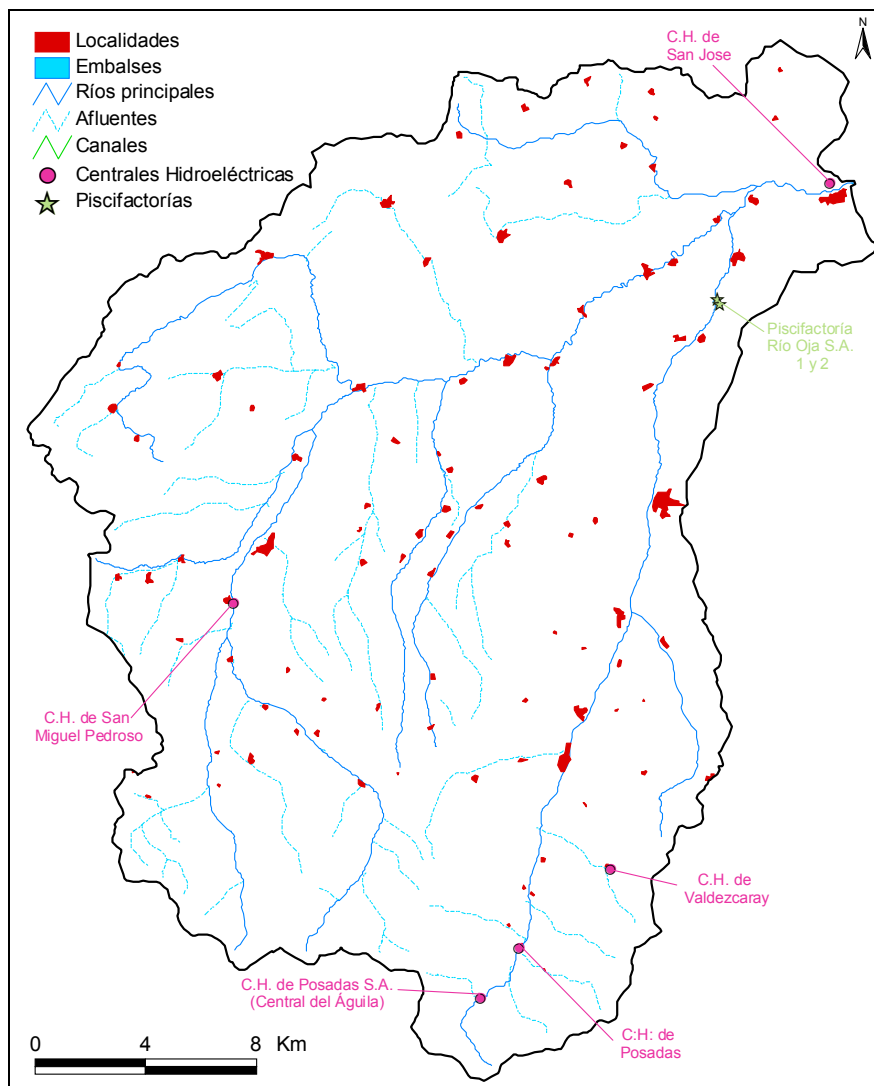 Localidades
Embalses
Ríos principales
Afluentes
Canales
Centrales Hidroeléctricas
Piscifactorías
C.H. de
San Jose
N
Piscifactoría
Río Oja S.A.
1 y 2
C.H. de San
Miguel Pedroso
C.H. de
Valdezcaray
C.H. de Posadas S.A.
(Central del Águila)
C:H: de
Posadas
0 4 8 Km